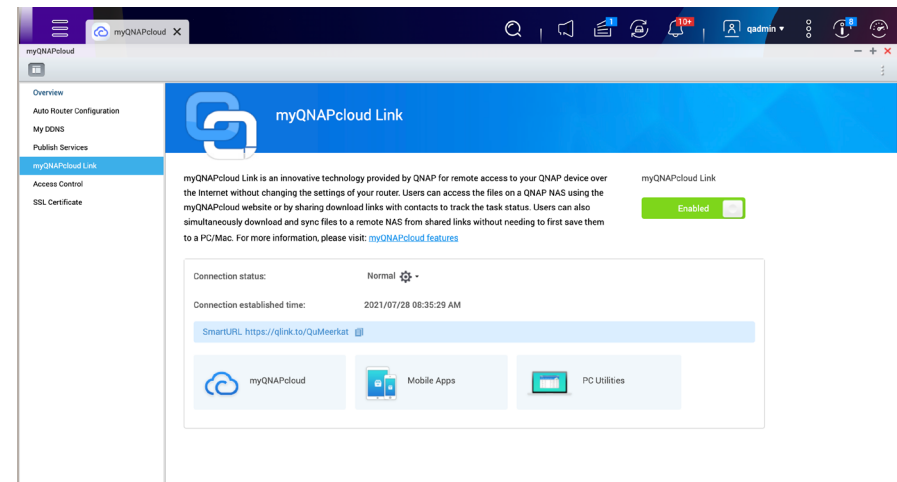 myQNAPcloud
1
10+
qadmin
8
myQNAPcloud
Overview
Auto Router Configuration
My DDNS
Publish Services
myQNAPcloud Link
Access Control
SSL Certificate
myQNAPcloud Link
myQNAPcloud Link is an innovative technology provided by QNAP for remote access to your QNAP device over
the Internet without changing the settings of your router. Users can access the files on a QNAP NAS using the
myQNAPcloud website or by sharing download links with contacts to track the task status. Users can also
simultaneously download and sync files to a remote NAS from shared links without needing to first save them
to a PC/Mac. For more information, please visit: myQNAPcloud features
myQNAPcloud Link
Enabled
Connection status: Normal
Connection established time: 2021/07/28 08:35:29 AM
SmartURL https://qlink.to/QuMeerkat
myQNAPcloud
Mobile Apps
PC Utilities